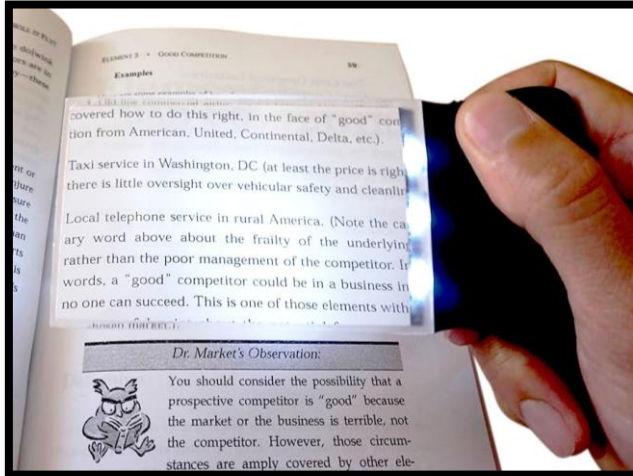 ELEMENT 3 • GOOD COMPETITION 59
Examples
covered how to do this right, in the face of "good" con
tion from American, United, Continental, Delta, etc.).
Taxi service in Washington, DC (at least the price is righ
there is little oversight over vehicular safety and cleanlin
Local telephone service in rural America. (Note the ca
ary word above about the frailty of the underlying
rather than the poor management of the competitor. In
words, a "good" competitor could be in a business in
no one can succeed. This is one of those elements with
chosen market).
Dr. Market's Observation:
You should consider the possibility that a
prospective competitor is "good" because
the market or the business is terrible, not
the competitor. However, those circum-
stances are amply covered by other ele-